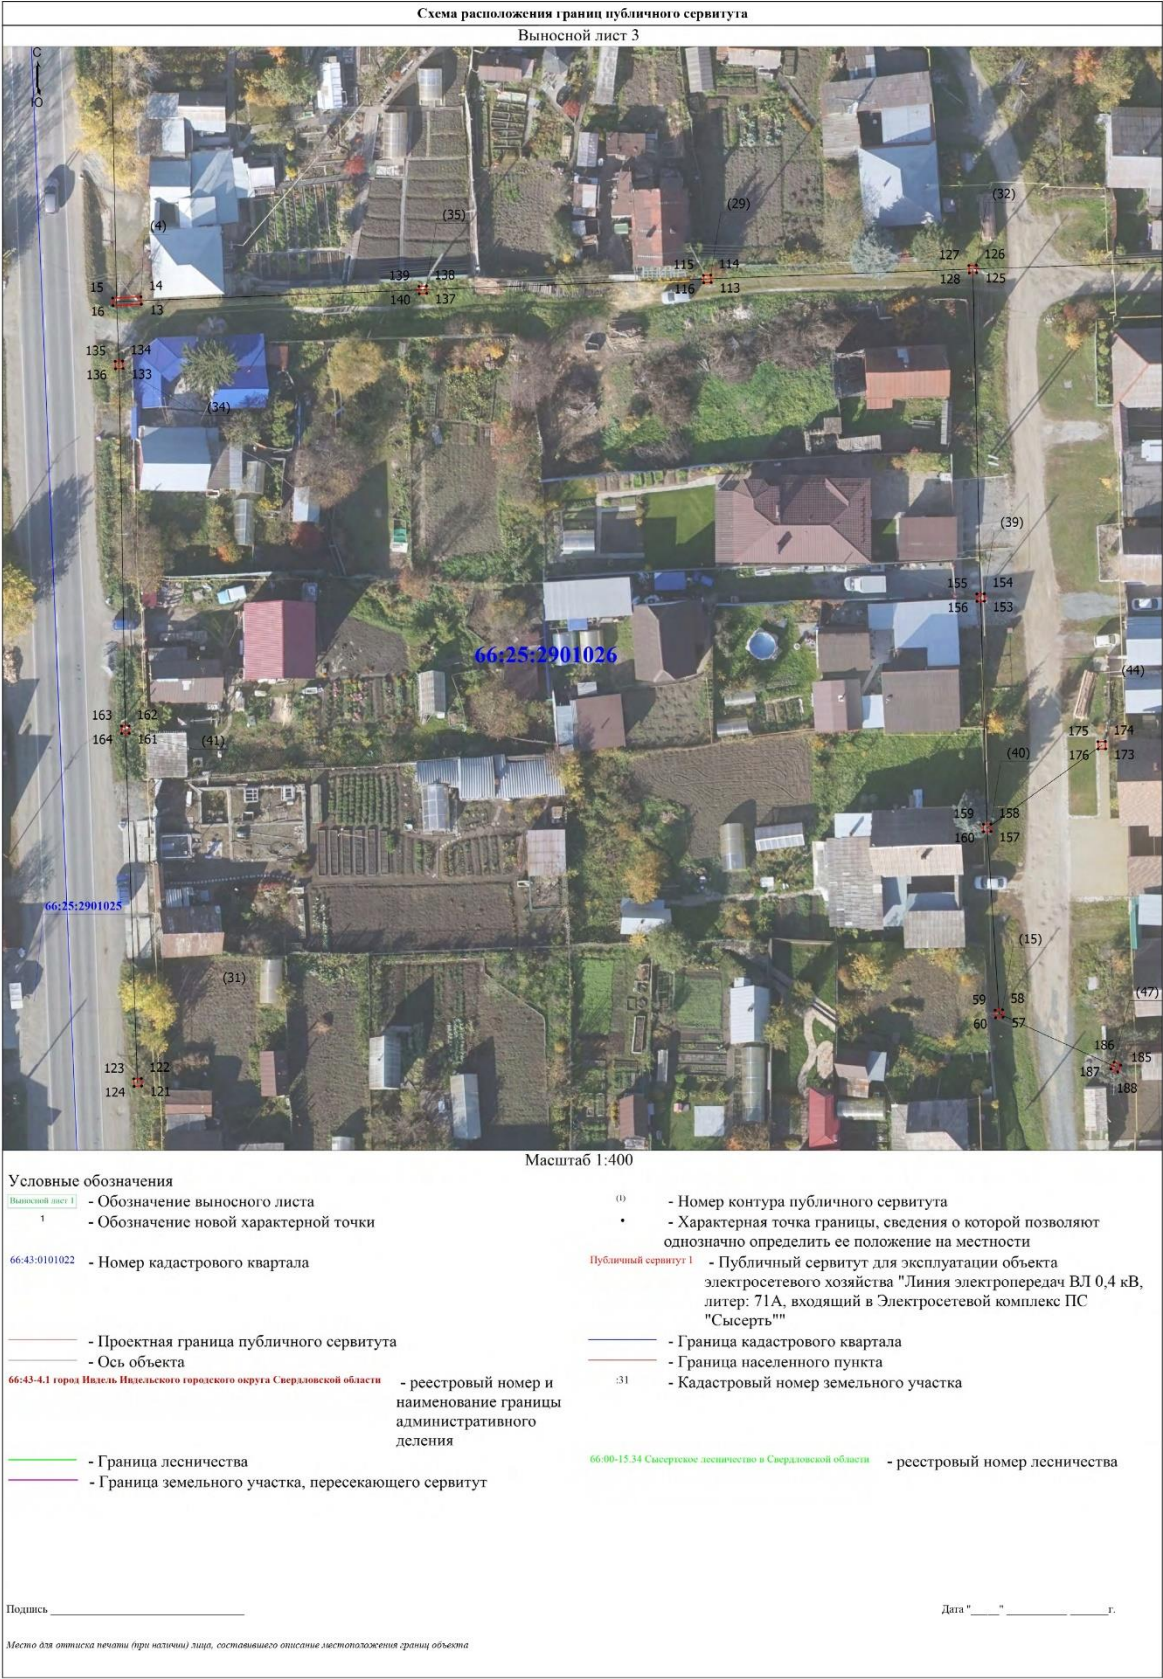 Схема расположения границ публичного сервитута
Выносной лист 3
С
Ю
(32)
(29)
(35)
(4)
127 126
128 125
115 114
116 113
139 138
140 137
15 14
16 13
135 134
136 133
(34)
(39)
155 154
156 153
66:25:2901026
(44)
163 162
164 161
(41)
175 174
176 173
(40)
159 158
160 157
66:25:2901025
(15)
(31)
(47)
59 58
60 57
186 185
187 188
123 122
124 121
Масштаб 1:400
Условные обозначения
Выносной лист 1 - Обозначение выносного листа
(1) - Номер контура публичного сервитута
1 - Обозначение новой характерной точки
- Характерная точка границы, сведения о которой позволяют
однозначно определить ее положение на местности
66:43:0101022 - Номер кадастрового квартала
Публичный сервитут 1 - Публичный сервитут для эксплуатации объекта
электросетевого хозяйства "Линия электропередач ВЛ 0,4 кВ,
литер: 71А, входящий в Электросетевой комплекс ПС
"Сысерть""
- Проектная граница публичного сервитута
- Граница кадастрового квартала
- Ось объекта
- Граница населенного пункта
66:43-4.1 город Ивдель Ивдельского городского округа Свердловской области - реестровый номер и
наименование границы
административного
деления
:31 - Кадастровый номер земельного участка
- Граница лесничества
66:00-15.34 Сысертское лесничество в Свердловской области - реестровый номер лесничества
- Граница земельного участка, пересекающего сервитут
Подпись ____________________
Дата "_____" ___________ _______г.
Место для оттиска печати (при наличии) лица, составившего описание местоположения границ объекта